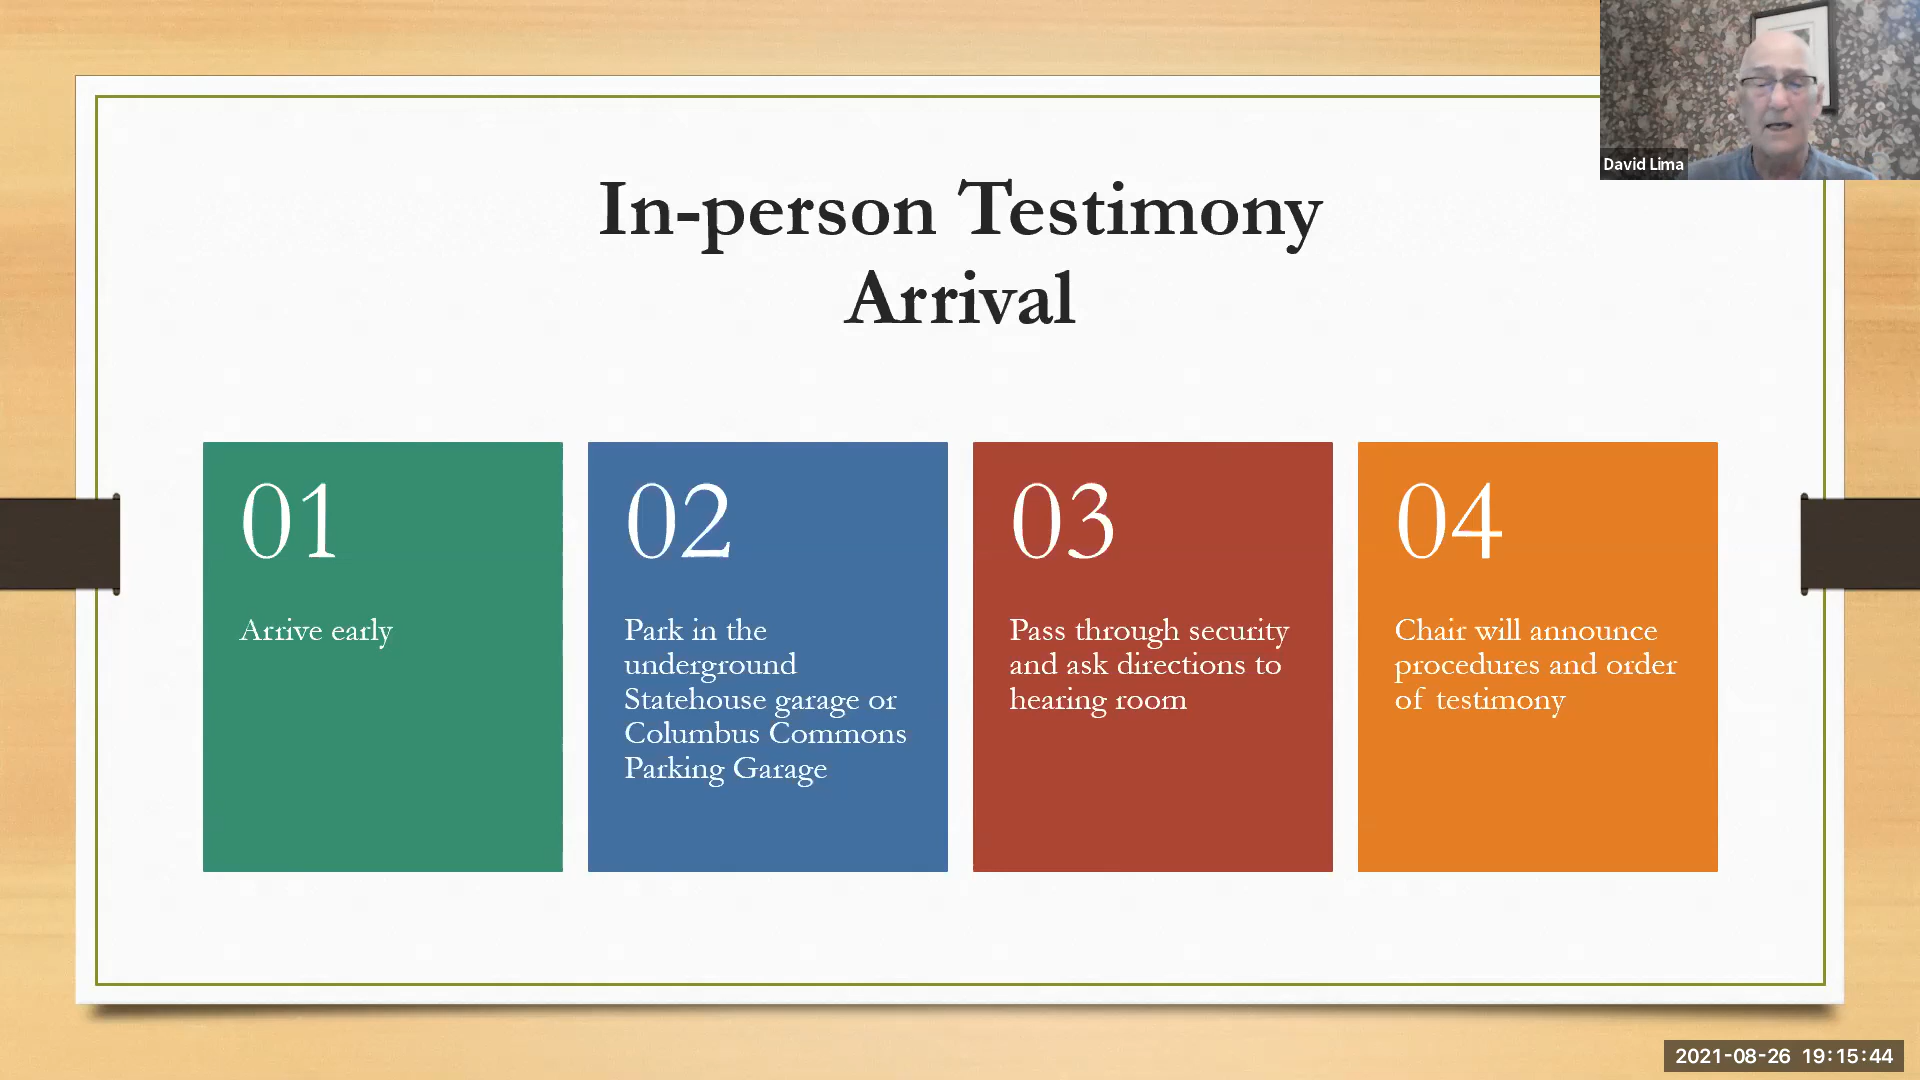 David Lima
In-person Testimony
Arrival
01
Arrive early
02
Park in the
underground
Statehouse garage or
Columbus Commons
Parking Garage
03
Pass through security
and ask directions to
hearing room
04
Chair will announce
procedures and order
of testimony
2021-08-26 19:15:44